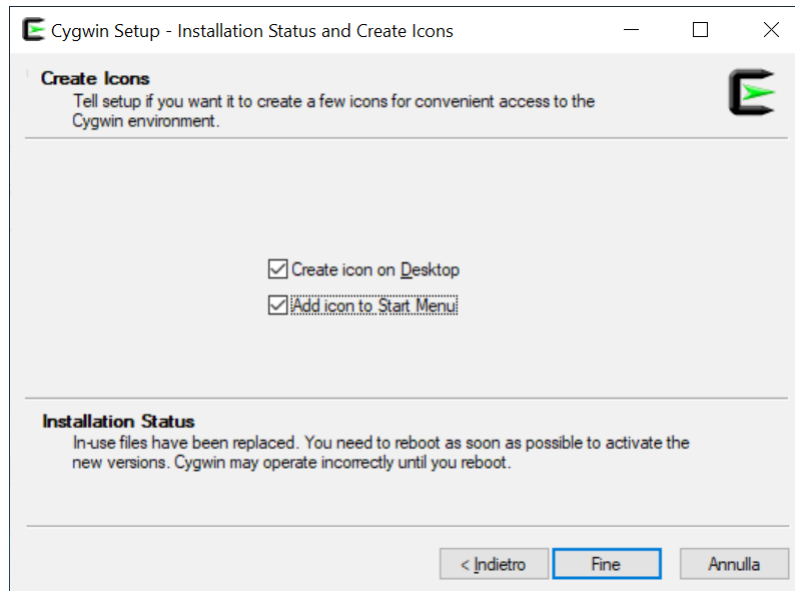 Cygwin Setup - Installation Status and Create Icons
Create Icons
Tell setup if you want it to create a few icons for convenient access to the
Cygwin environment.
Create icon on Desktop
Add icon to Start Menu
Installation Status
In-use files have been replaced. You need to reboot as soon as possible to activate the
new versions. Cygwin may operate incorrectly until you reboot.
< Indietro Fine Annulla